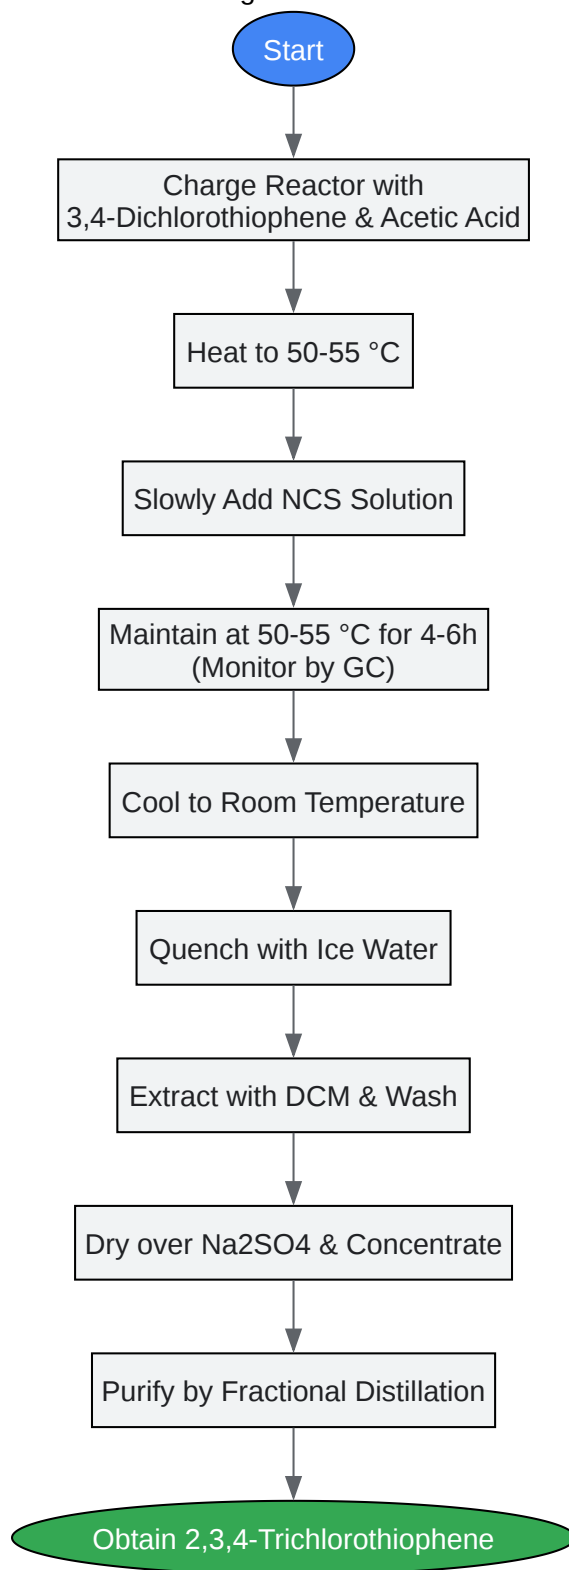 Start
Charge Reactor with
3,4-Dichlorothiophene & Acetic Acid
Heat to 50-55 °C
Slowly Add NCS Solution
Maintain at 50-55 °C for 4-6h
(Monitor by GC)
Cool to Room Temperature
Quench with Ice Water
Extract with DCM & Wash
Dry over Na2SO4 & Concentrate
Purify by Fractional Distillation
Obtain 2,3,4-Trichlorothiophene